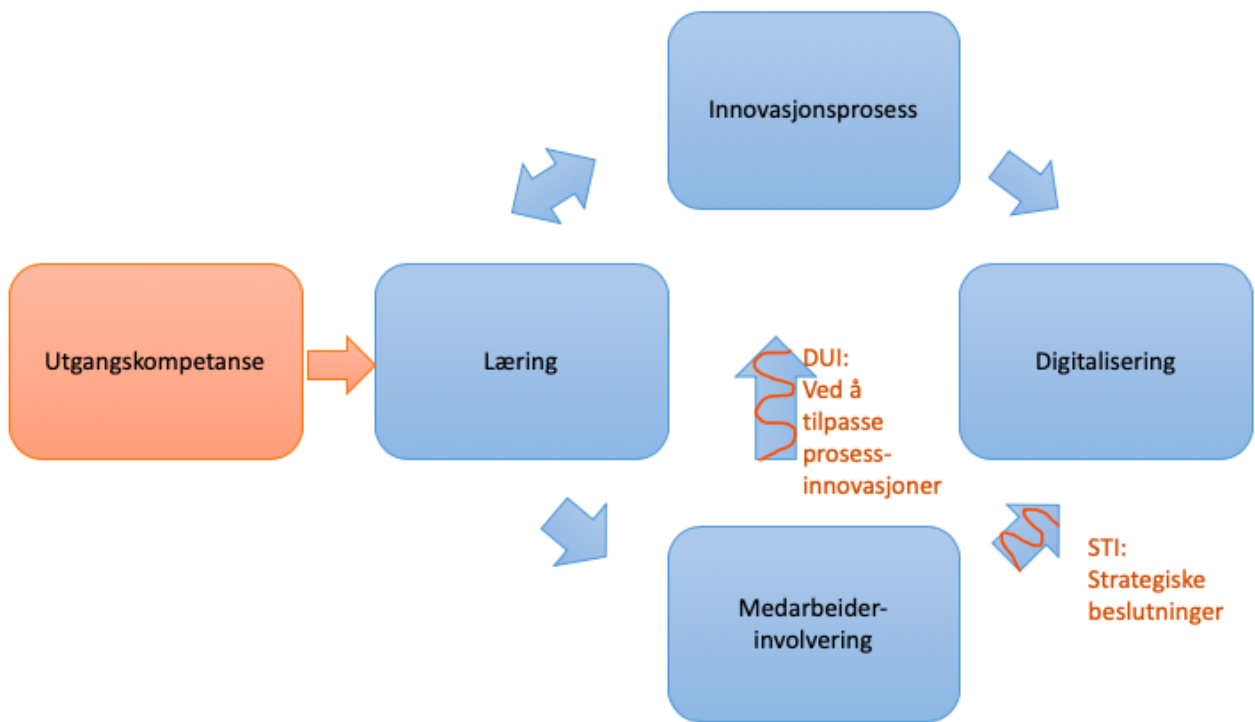 Innovasjonsprosess
Utgangskompetanse
Læring
DUI:
Ved å
tilpasse
prosess-
innovasjoner
Digitalisering
Medarbeider-
involvering
STI:
Strategiske
beslutninger